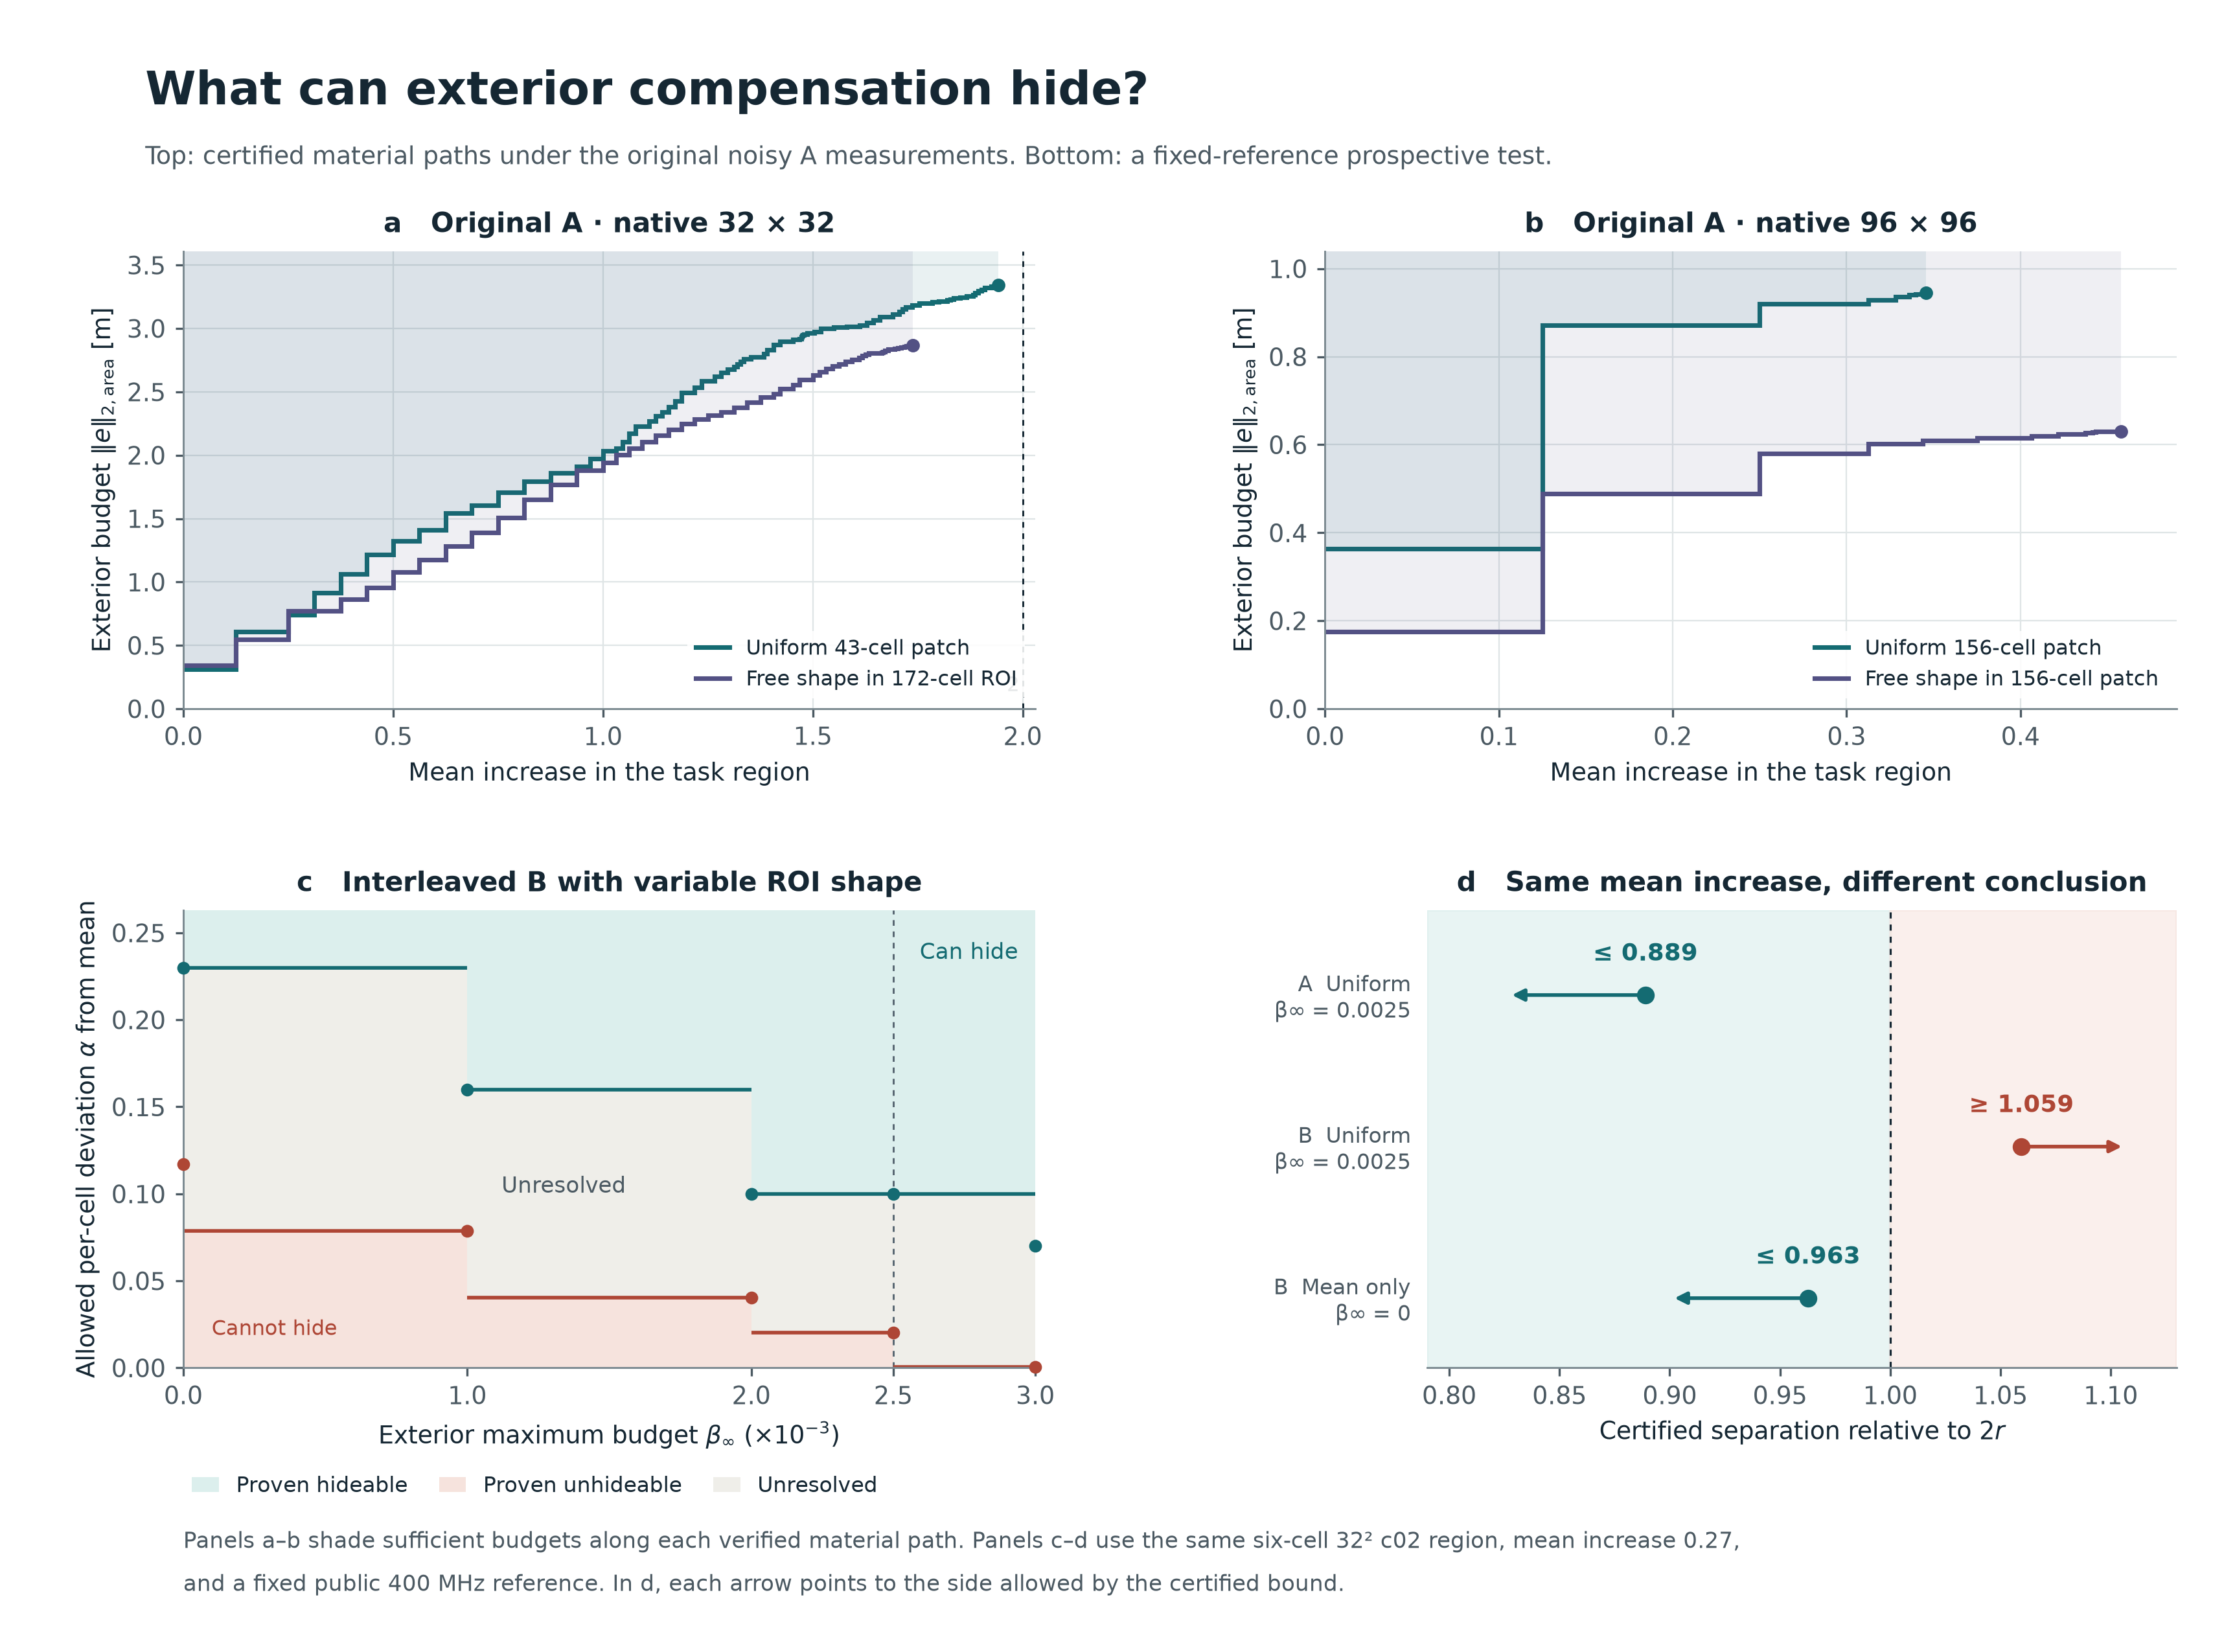 What can exterior compensation hide?
Top: certified material paths under the original noisy A measurements. Bottom: a fixed-reference prospective test.
a Original A · native 32 × 32
Exterior budget ‖e‖2, area [m]
3.5
3.0
2.5
2.0
1.5
1.0
0.5
0.0
Uniform 43-cell patch
Free shape in 172-cell ROI
0.0 0.5 1.0 1.5 2.0
Mean increase in the task region
b Original A · native 96 × 96
Exterior budget ‖e‖2, area [m]
1.0
0.8
0.6
0.4
0.2
0.0
Uniform 156-cell patch
Free shape in 156-cell patch
0.0 0.1 0.2 0.3 0.4
Mean increase in the task region
c Interleaved B with variable ROI shape
Allowed per-cell deviation α from mean
0.25
0.20
0.15
0.10
0.05
0.00
Can hide
Unresolved
Cannot hide
0.0 1.0 2.0 2.5 3.0
Exterior maximum budget β∞ (×10⁻³)
Proven hideable Proven unhideable Unresolved
d Same mean increase, different conclusion
≤ 0.889
A Uniform
β∞ = 0.0025
≥ 1.059
B Uniform
β∞ = 0.0025
≤ 0.963
B Mean only
β∞ = 0
0.80 0.85 0.90 0.95 1.00 1.05 1.10
Certified separation relative to 2r
Panels a–b shade sufficient budgets along each verified material path. Panels c–d use the same six-cell 32² c02 region, mean increase 0.27,
and a fixed public 400 MHz reference. In d, each arrow points to the side allowed by the certified bound.